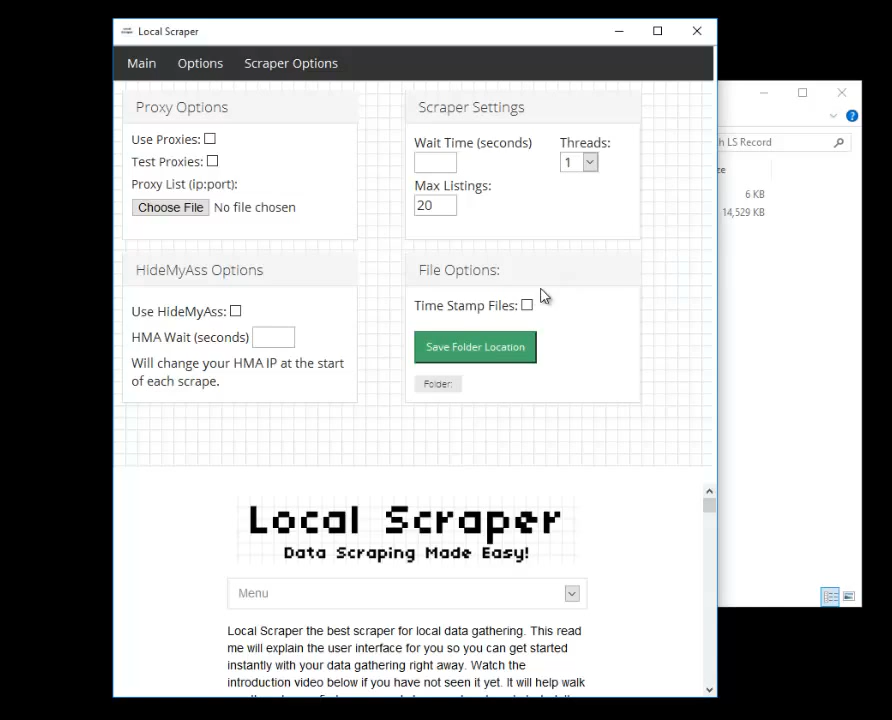 Local Scraper
Main Options Scraper Options
Proxy Options
Use Proxies:
Test Proxies:
Proxy List (ip:port):
Choose File No file chosen
Scraper Settings
Wait Time (seconds) Threads:
1
Max Listings:
20
HideMyAss Options
Use HideMyAss:
HMA Wait (seconds)
Will change your HMA IP at the start
of each scrape.
File Options:
Time Stamp Files:
Save Folder Location
Folder:
LS Record
6 KB
14,529 KB
Local Scraper
Data Scraping Made Easy!
Menu
Local Scraper the best scraper for local data gathering. This read
me will explain the user interface for you so you can get started
instantly with your data gathering right away. Watch the
introduction video below if you have not seen it yet. It will help walk